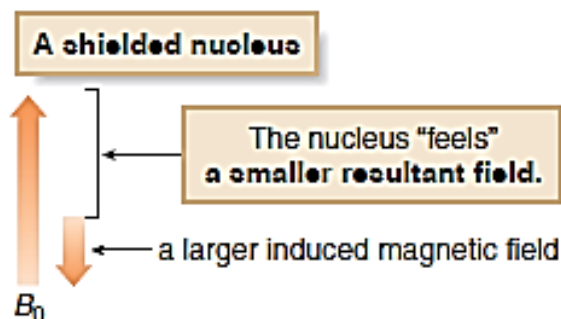 A shielded nucleus
The nucleus “feels”
a smaller resultant field.
a larger induced magnetic field
B₀